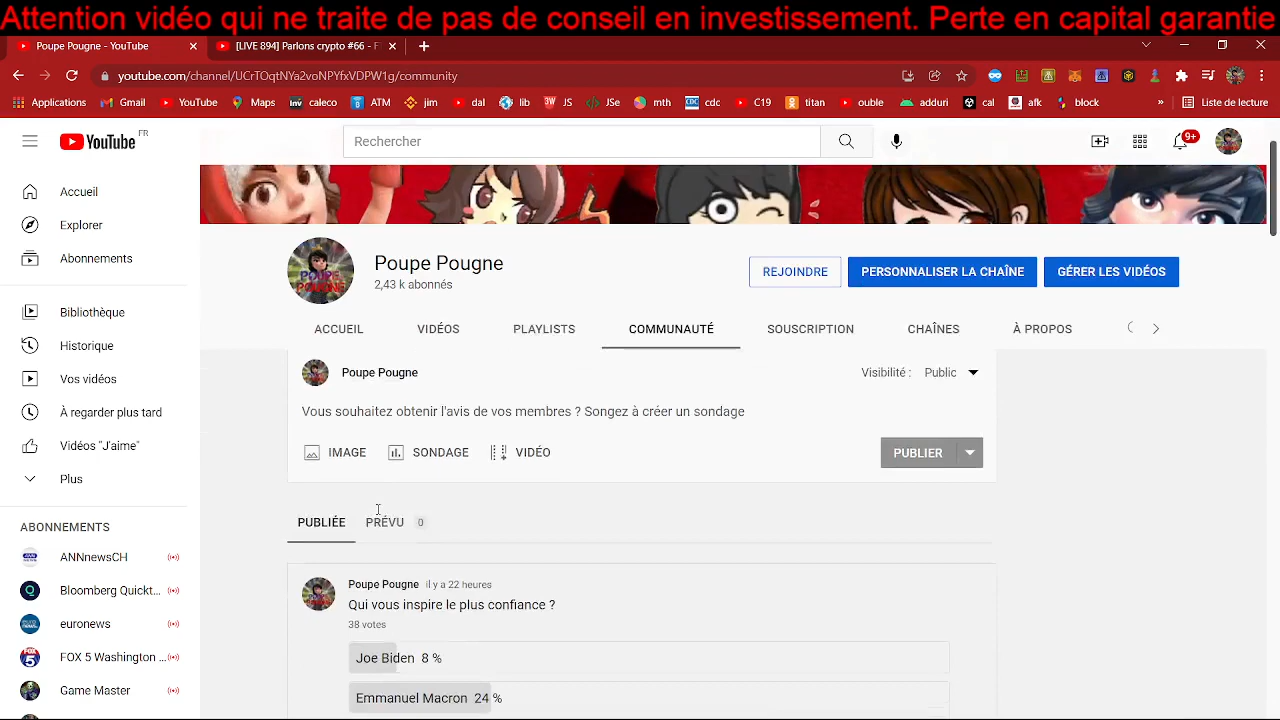 Attention vidéo qui ne traite de pas de conseil en investissement. Perte en capital garantie
Poupe Pougne - YouTube
[LIVE 894] Parlons crypto #66 - F
youtube.com/channel/UCrTOqtNYa2voNPYfxVDPW1g/community
Applications
Gmail
YouTube
Maps
caleco
ATM
jim
dal
lib
JS
JSe
mth
cdc
C19
titan
ouble
adduri
cal
afk
block
»
Liste de lecture
YouTube FR
Rechercher
9+
Accueil
Explorer
Abonnements
Bibliothèque
Historique
Vos vidéos
À regarder plus tard
Vidéos "J'aime"
Plus
ABONNEMENTS
ANNnewsCH
Bloomberg Quickt...
euronews
FOX 5 Washington ...
Game Master
POUPE POUGNE
Poupe Pougne
2,43 k abonnés
REJOINDRE
PERSONNALISER LA CHAÎNE
GÉRER LES VIDÉOS
ACCUEIL
VIDÉOS
PLAYLISTS
COMMUNAUTÉ
SOUSCRIPTION
CHAÎNES
À PROPOS
Poupe Pougne
Visibilité : Public
Vous souhaitez obtenir l'avis de vos membres ? Songez à créer un sondage
IMAGE
SONDAGE
VIDÉO
PUBLIER
PUBLIÉE
PRÉVU 0
Poupe Pougne il y a 22 heures
Qui vous inspire le plus confiance ?
38 votes
Joe Biden 8 %
Emmanuel Macron 24 %